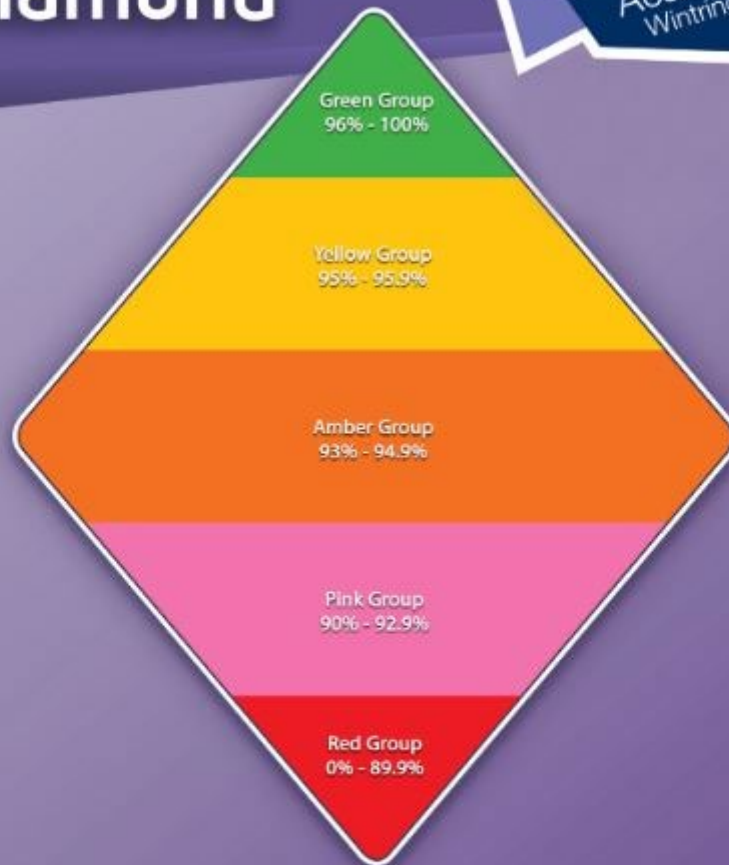 Green Group
96% - 100%
Yellow Group
95% - 95.9%
Amber Group
93% - 94.9%
Pink Group
90% - 92.9%
Red Group
0% - 89.9%